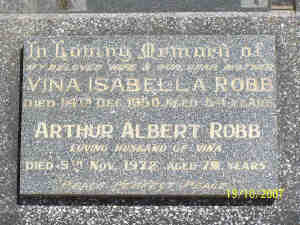 In Loving Memory of
MY BELOVED WIFE & OUR DEAR MOTHER
VINA ISABELLA ROBB
DIED 14TH DEC. 1950, AGED 54 YEARS
ARTHUR ALBERT ROBB
LOVING HUSBAND OF VINA
DIED 5TH NOV. 1972 AGED YEARS
PEACE PERFECT PEACE
19/10/2007